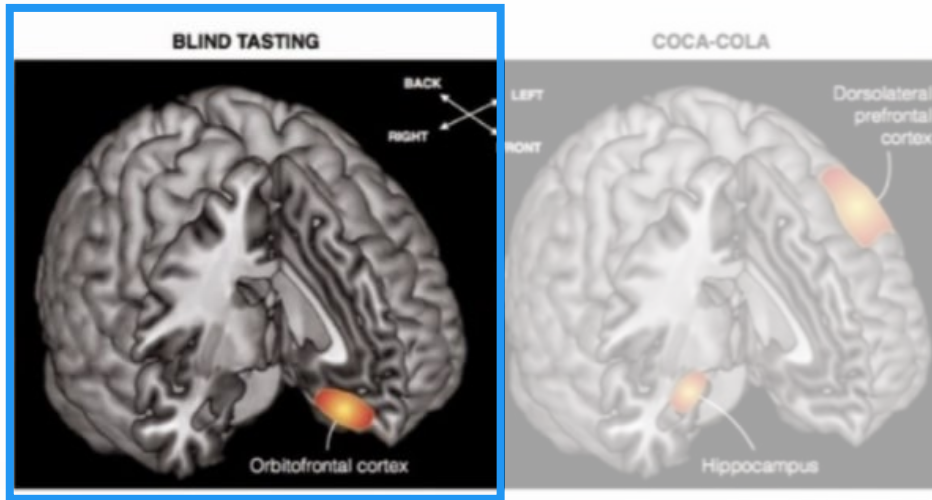 BLIND TASTING
BACK
LEFT
RIGHT
FRONT
Orbitofrontal cortex
COCA-COLA
Dorsolateral
prefrontal
cortex
Hippocampus